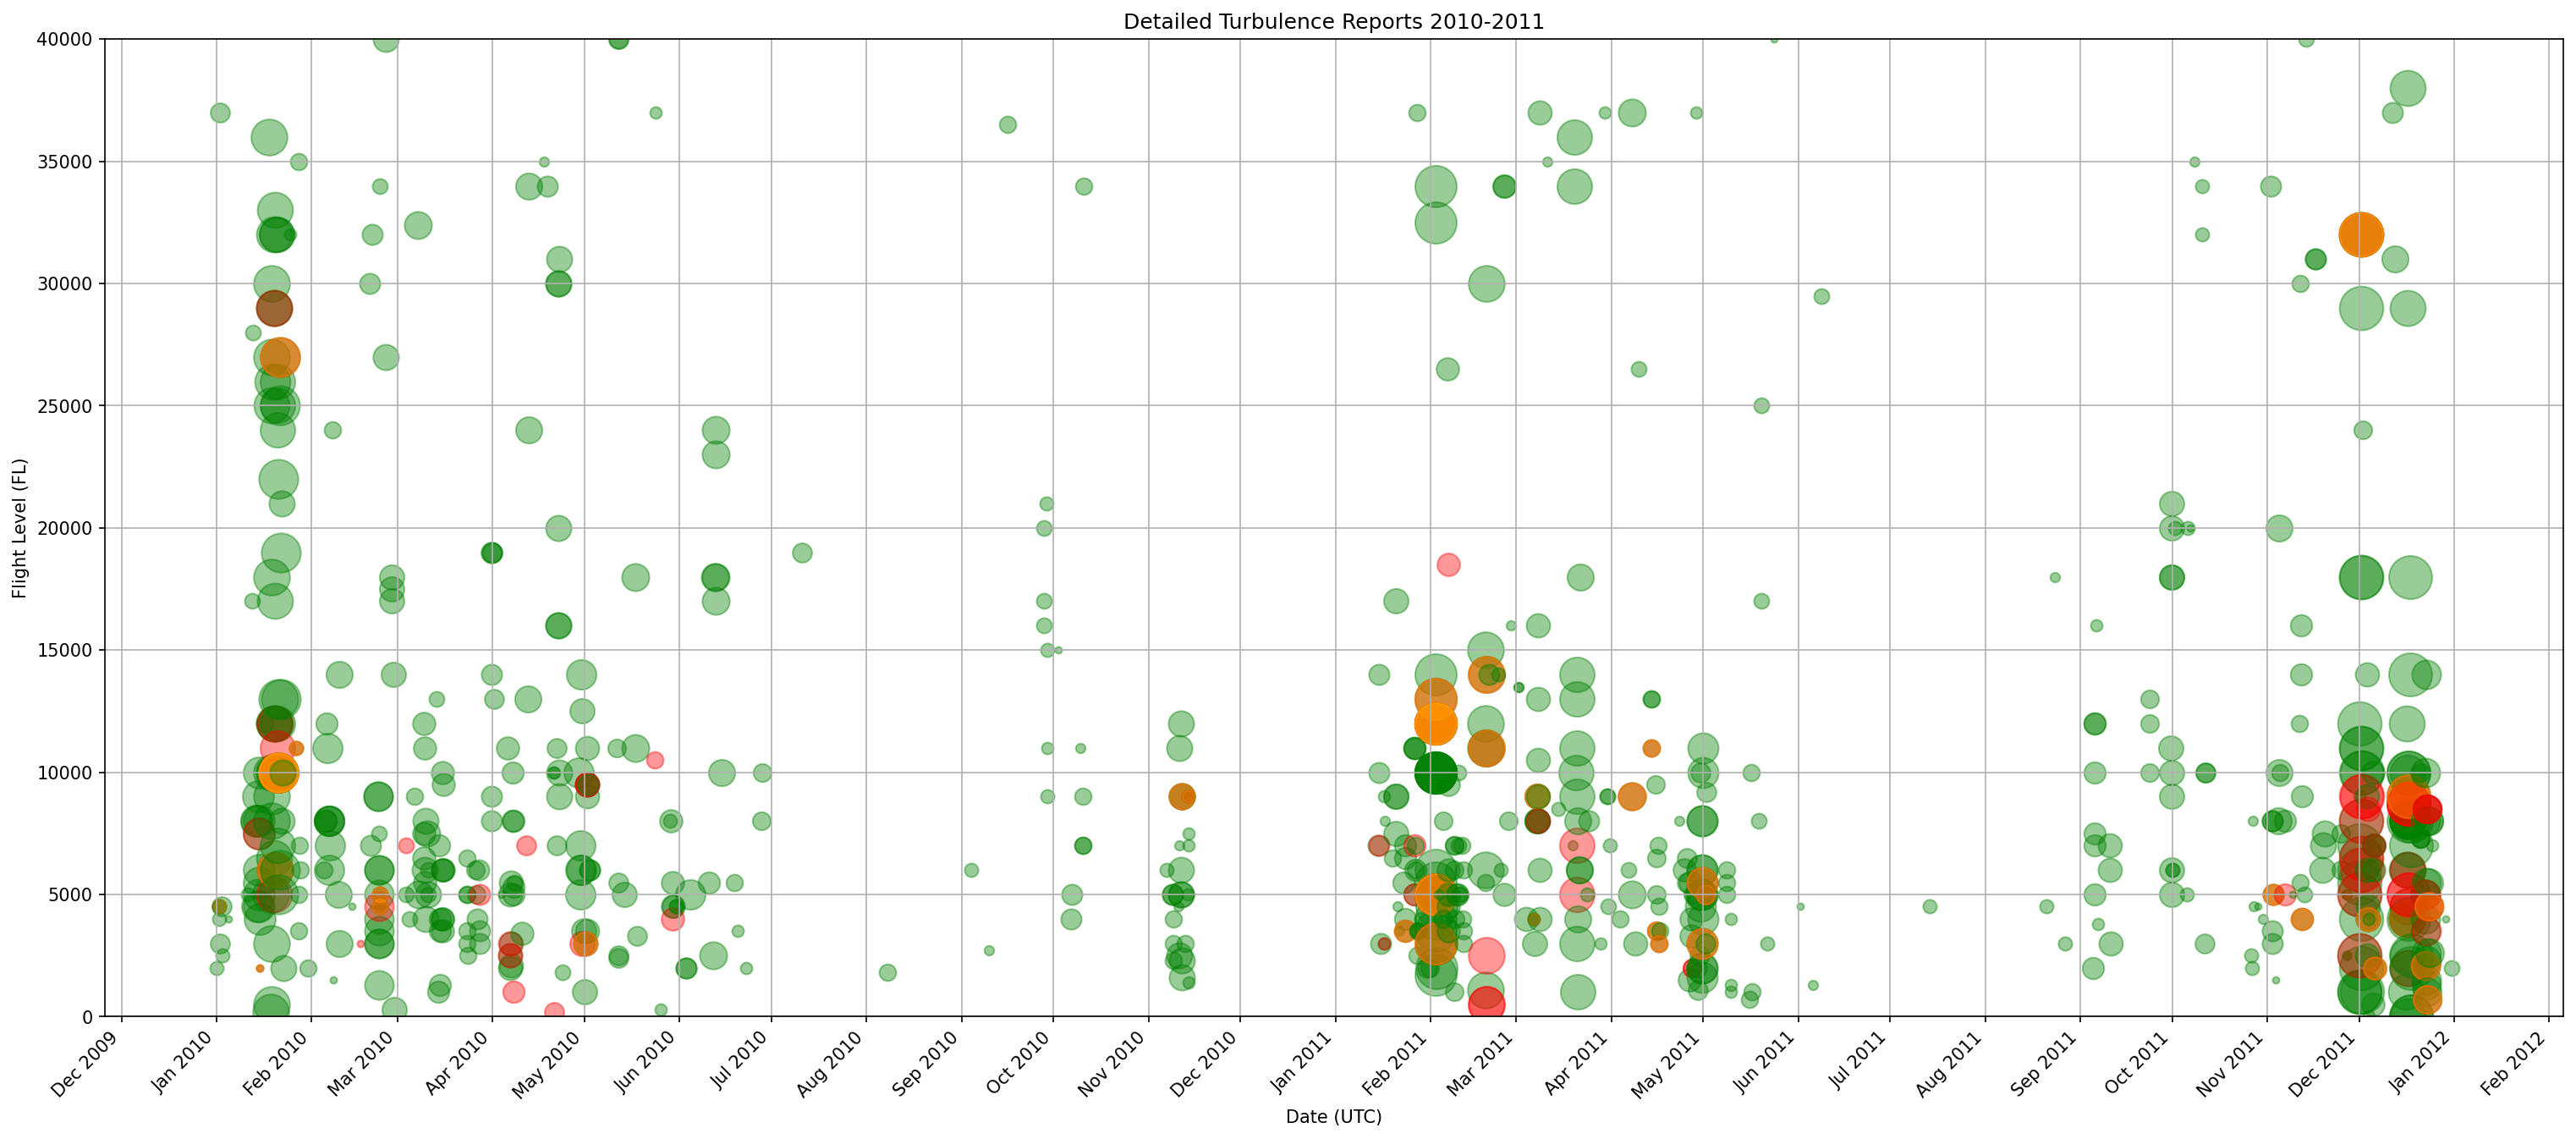 Detailed Turbulence Reports 2010-2011
Flight Level (FL)
40000
35000
30000
25000
20000
15000
10000
5000
0
Dec 2009
Jan 2010
Feb 2010
Mar 2010
Apr 2010
May 2010
Jun 2010
Jul 2010
Aug 2010
Sep 2010
Oct 2010
Nov 2010
Dec 2010
Jan 2011
Feb 2011
Mar 2011
Apr 2011
May 2011
Jun 2011
Jul 2011
Aug 2011
Sep 2011
Oct 2011
Nov 2011
Dec 2011
Jan 2012
Feb 2012
Date (UTC)